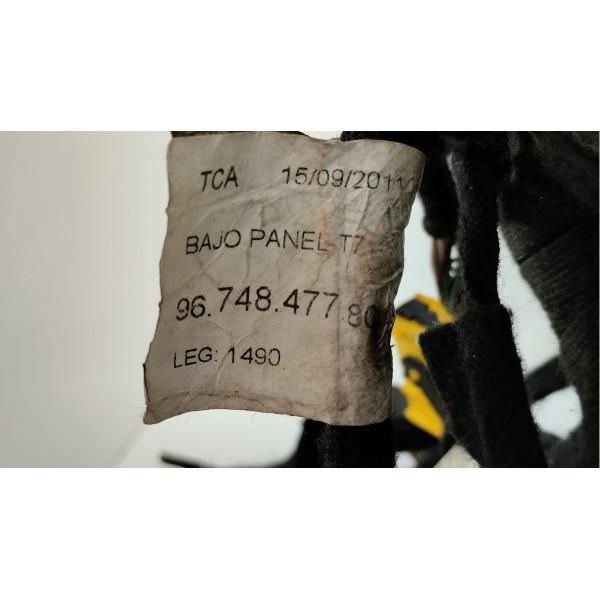 TCA 15/09/2011
BAJO PANEL T7
96.748.477.80
LEG: 1490